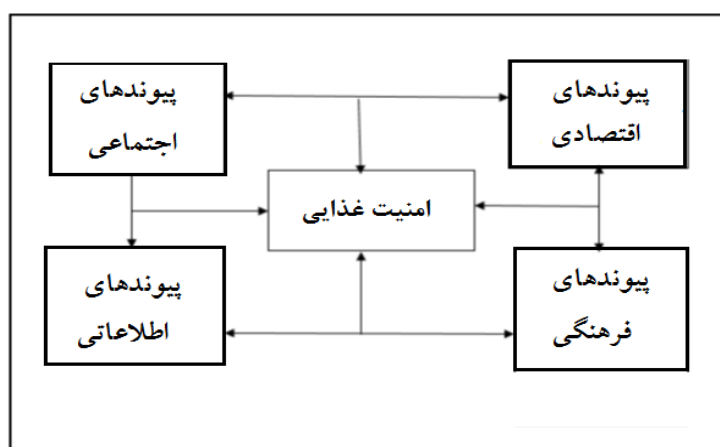 پیوندهای
اجتماعی
پیوندهای
اقتصادی
امنیت غذایی
پیوندهای
اطلاعاتی
پیوندهای
فرهنگی